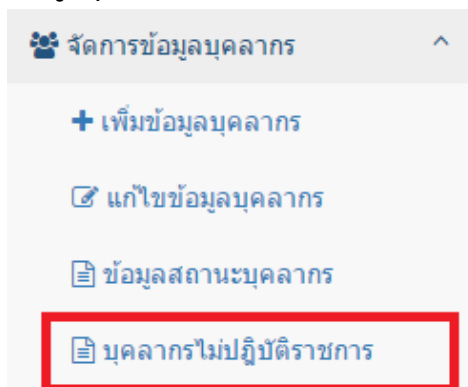 จัดการข้อมูลบุคลากร
เพิ่มข้อมูลบุคลากร
แก้ไขข้อมูลบุคลากร
ข้อมูลสถานะบุคลากร
บุคลากรไม่ปฏิบัติราชการ